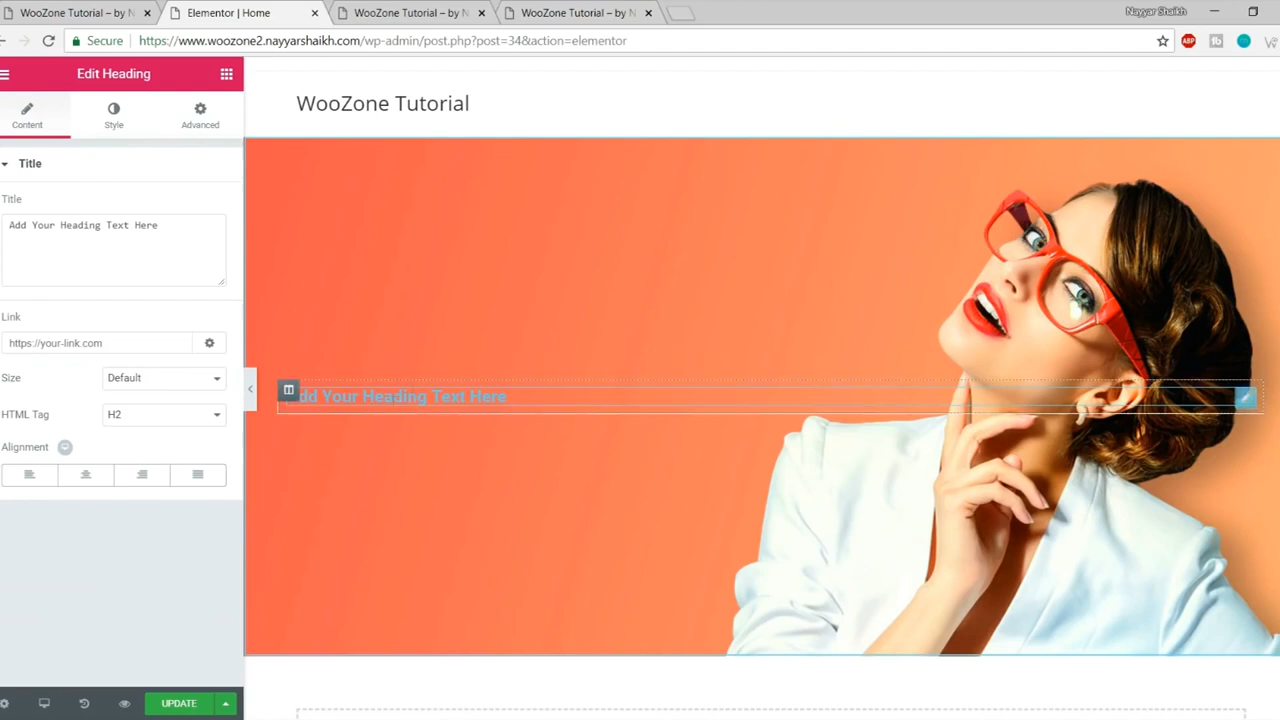 WooZone Tutorial – by N
Elementor | Home
WooZone Tutorial – by N
WooZone Tutorial – by N
Nayyar Shaikh
Secure
https://www.woozone2.nayyarshaikh.com/wp-admin/post.php?post=34&action=elementor
ABP
Edit Heading
Content
Style
Advanced
Title
Title
Add Your Heading Text Here
Link
https://your-link.com
Size
Default
HTML Tag
H2
Alignment
UPDATE
WooZone Tutorial
dd Your Heading Text Here